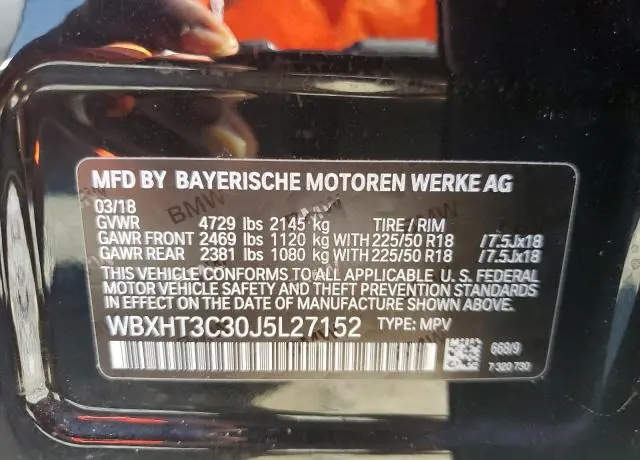 MFD BY BAYERISCHE MOTOREN WERKE AG
03/18
GVWR 4729 lbs 2145 kg TIRE / RIM
GAWR FRONT 2469 lbs 1120 kg WITH 225/50 R18 /7.5Jx18
GAWR REAR 2381 lbs 1080 kg WITH 225/50 R18 /7.5Jx18
THIS VEHICLE CONFORMS TO ALL APPLICABLE U. S. FEDERAL
MOTOR VEHICLE SAFETY AND THEFT PREVENTION STANDARDS
IN EFFECT ON THE DATE OF MANUFACTURE SHOWN ABOVE.
WBXHT3C30J5L27152 TYPE: MPV
668/9
7 320 730